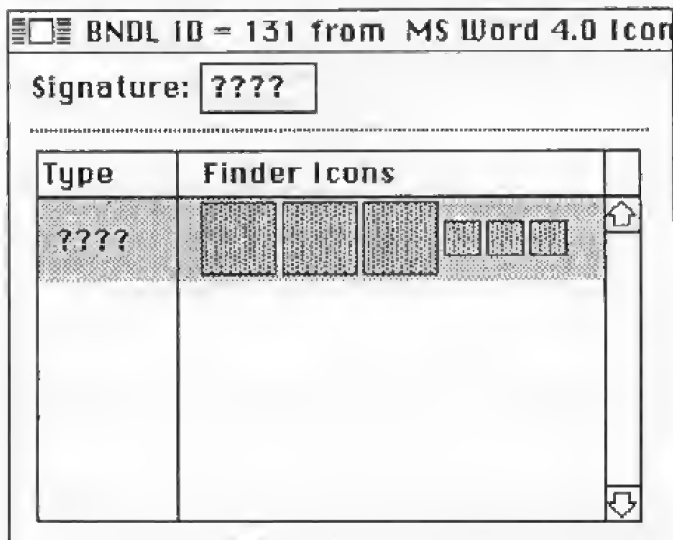 BNDL ID = 131 from MS Word 4.0 Icon
Signature: ????
Type Finder Icons
????